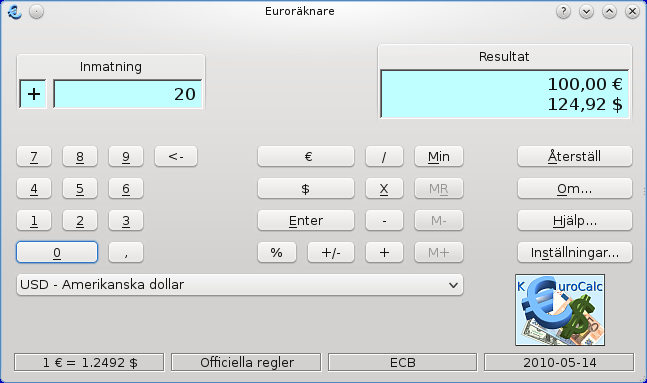 Euroräknare
Inmatning
+ 20
Resultat
100,00 €
124,92 $
7 8 9 <- € / Min Återställ
4 5 6 $ X MR Om...
1 2 3 Enter - M- Hjälp...
0 , % +/- + M+ Inställningar...
USD - Amerikanska dollar
K EuroCalc
1 € = 1.2492 $ Officiella regler ECB 2010-05-14